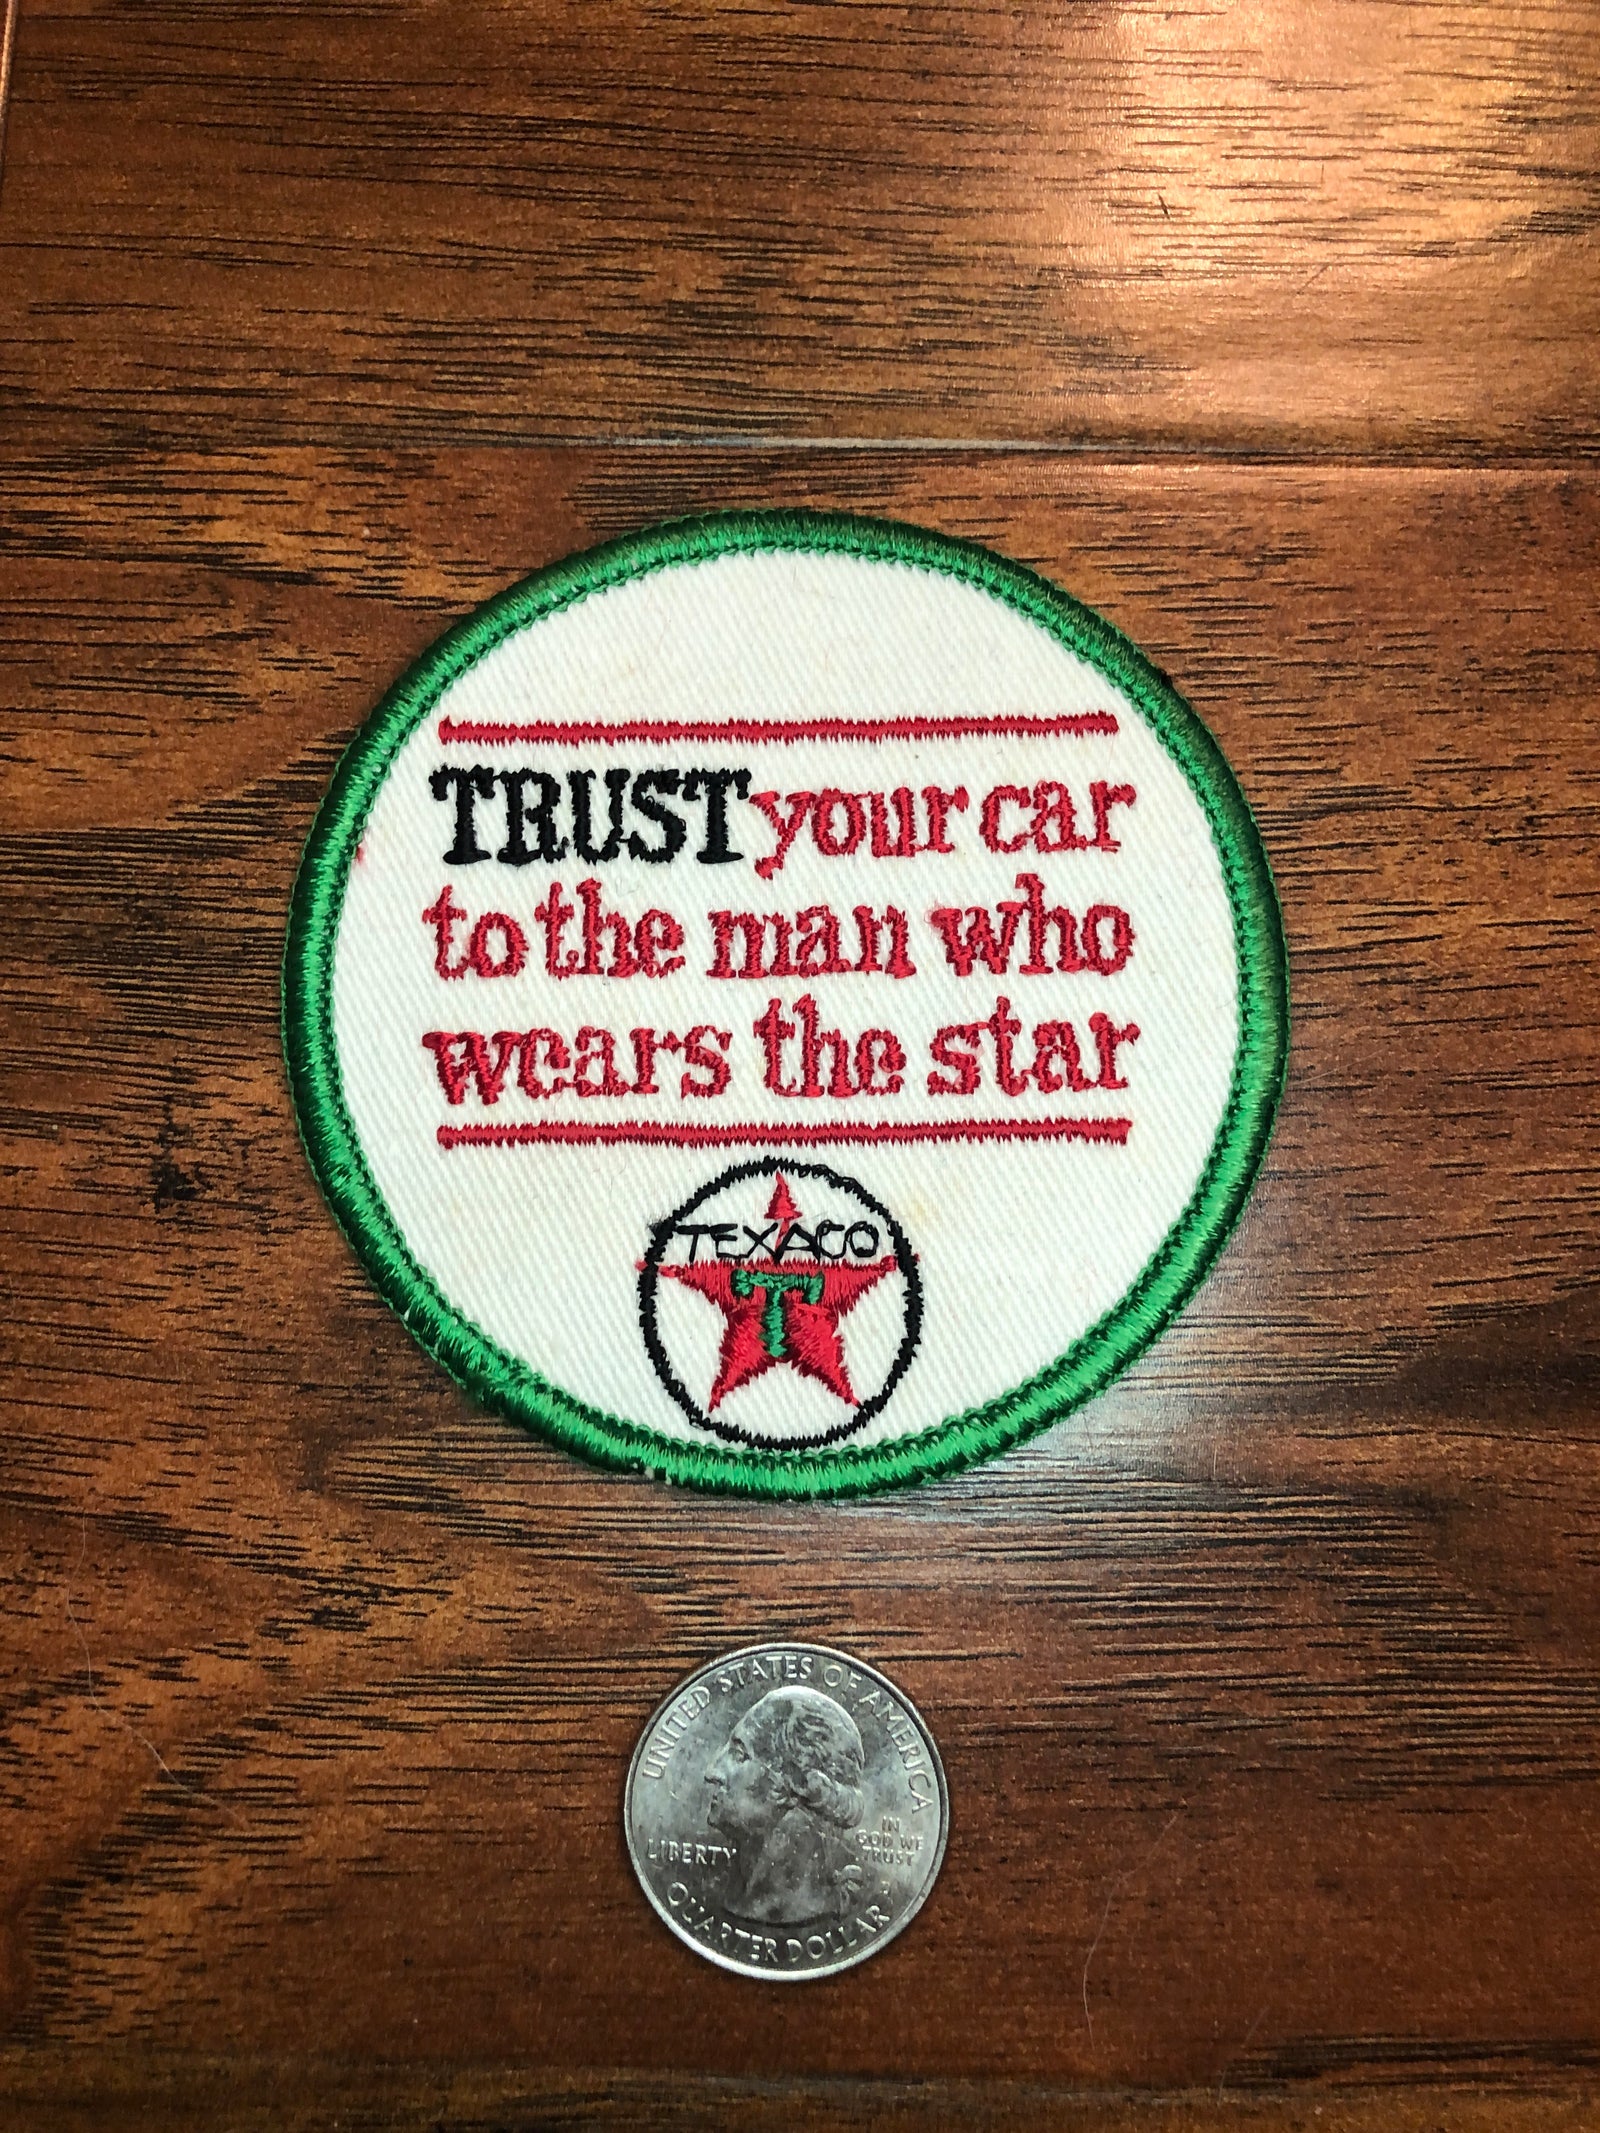 TRUST your car
to the man who
wears the star
TEXACO
T
UNITED STATES OF AMERICA
LIBERTY
IN
GOD WE
TRUST
QUARTER DOLLAR